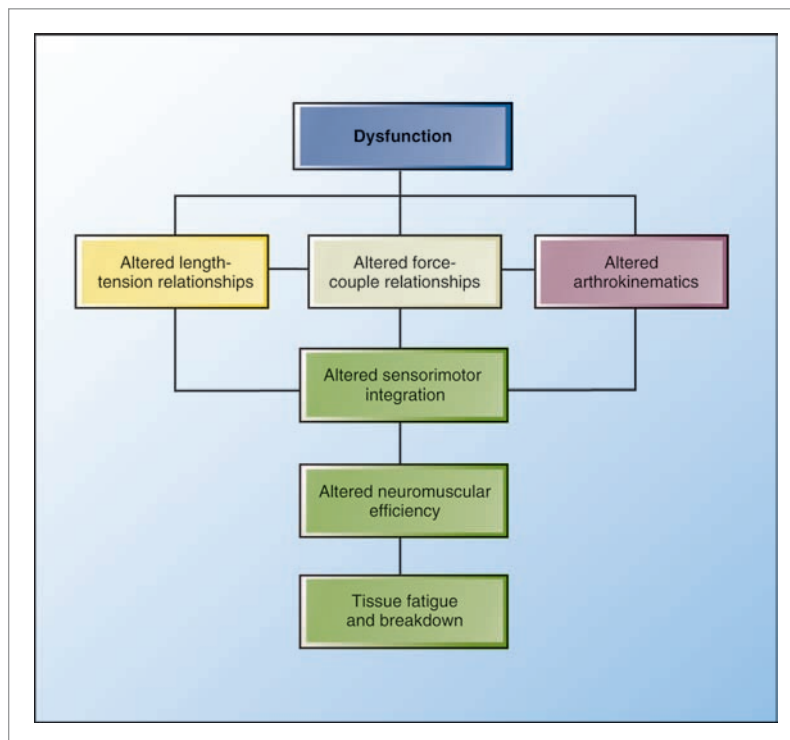 Dysfunction
Altered length-
tension relationships
Altered force-
couple relationships
Altered
arthrokinematics
Altered sensorimotor
integration
Altered neuromuscular
efficiency
Tissue fatigue
and breakdown